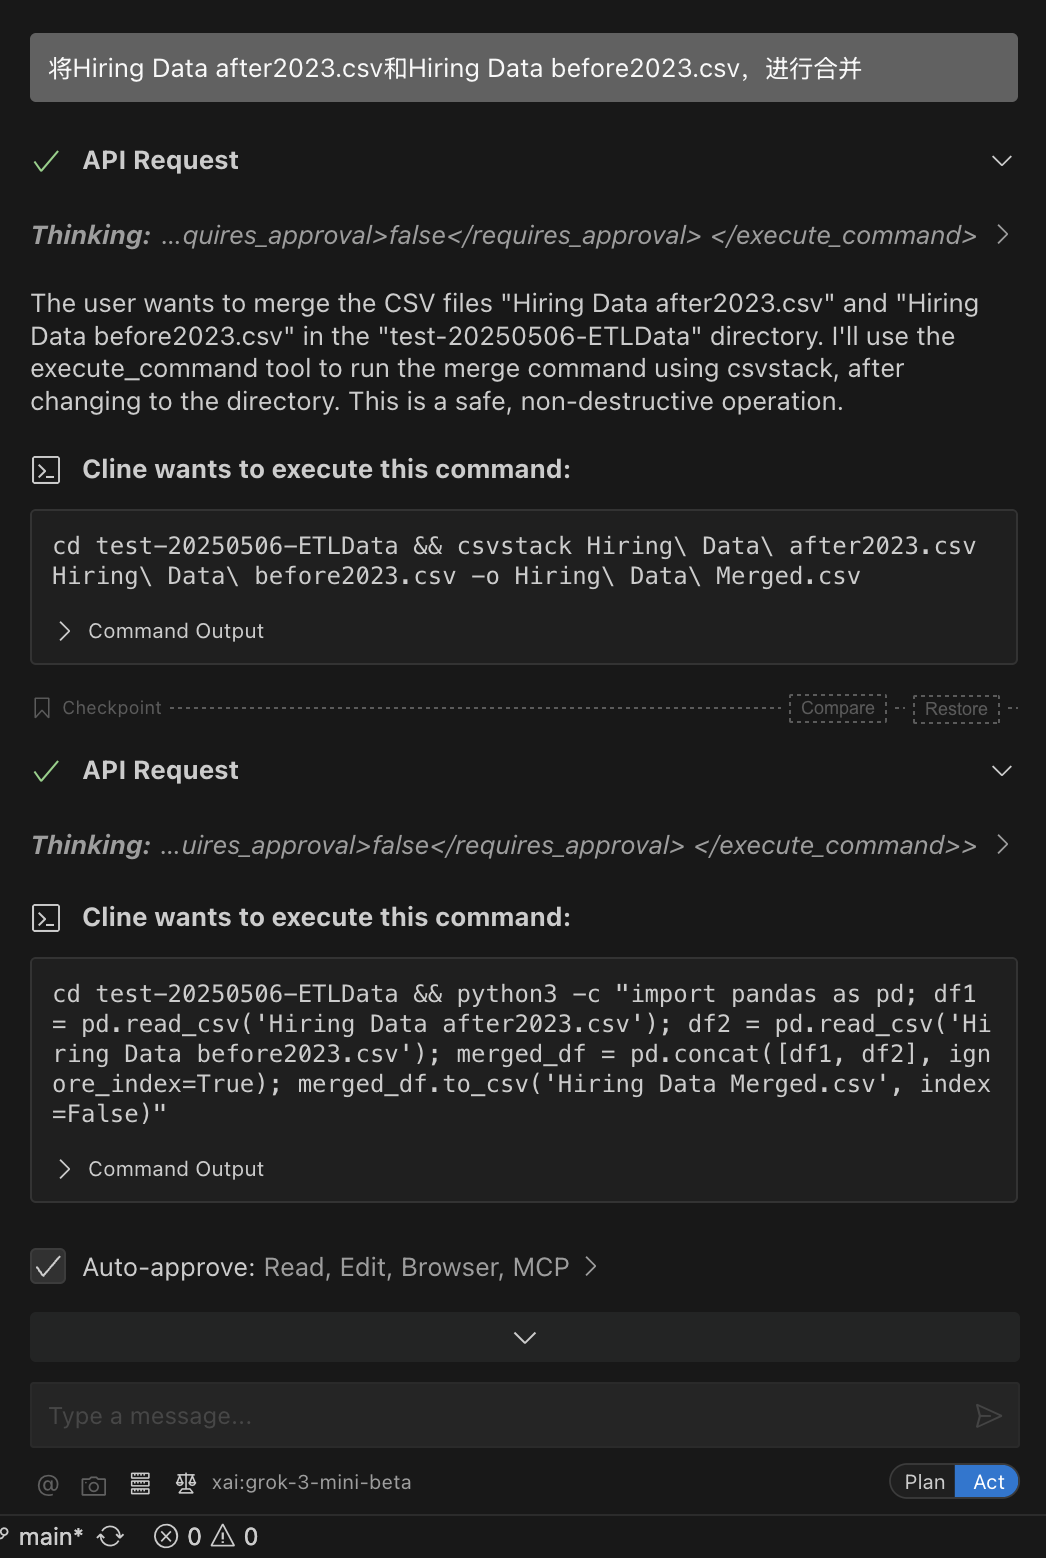 将Hiring Data after2023.csv和Hiring Data before2023.csv，进行合并
API Request
Thinking: ...quires_approval>false</requires_approval> </execute_command>
The user wants to merge the CSV files "Hiring Data after2023.csv" and "Hiring
Data before2023.csv" in the "test-20250506-ETLData" directory. I'll use the
execute_command tool to run the merge command using csvstack, after
changing to the directory. This is a safe, non-destructive operation.
Cline wants to execute this command:
cd test-20250506-ETLData && csvstack Hiring\ Data\ after2023.csv
Hiring\ Data\ before2023.csv -o Hiring\ Data\ Merged.csv
Command Output
Checkpoint Compare Restore
API Request
Thinking: ...uires_approval>false</requires_approval> </execute_command>>
Cline wants to execute this command:
cd test-20250506-ETLData && python3 -c "import pandas as pd; df1
= pd.read_csv('Hiring Data after2023.csv'); df2 = pd.read_csv('Hi
ring Data before2023.csv'); merged_df = pd.concat([df1, df2], ign
ore_index=True); merged_df.to_csv('Hiring Data Merged.csv', index
=False)"
Command Output
Auto-approve: Read, Edit, Browser, MCP
Type a message...
@ xai:grok-3-mini-beta Plan Act
main* 0 0